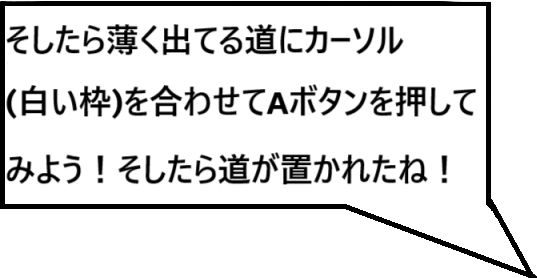 そしたら薄く出てる道にカーソル
(白い枠)を合わせてAボタンを押して
みよう！そしたら道が置かれたね！